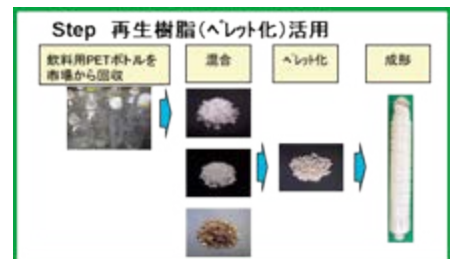 Step 再生樹脂(ペレット化)活用
飲料用PETボトルを
市場から回収
混合
ペレット化
成形